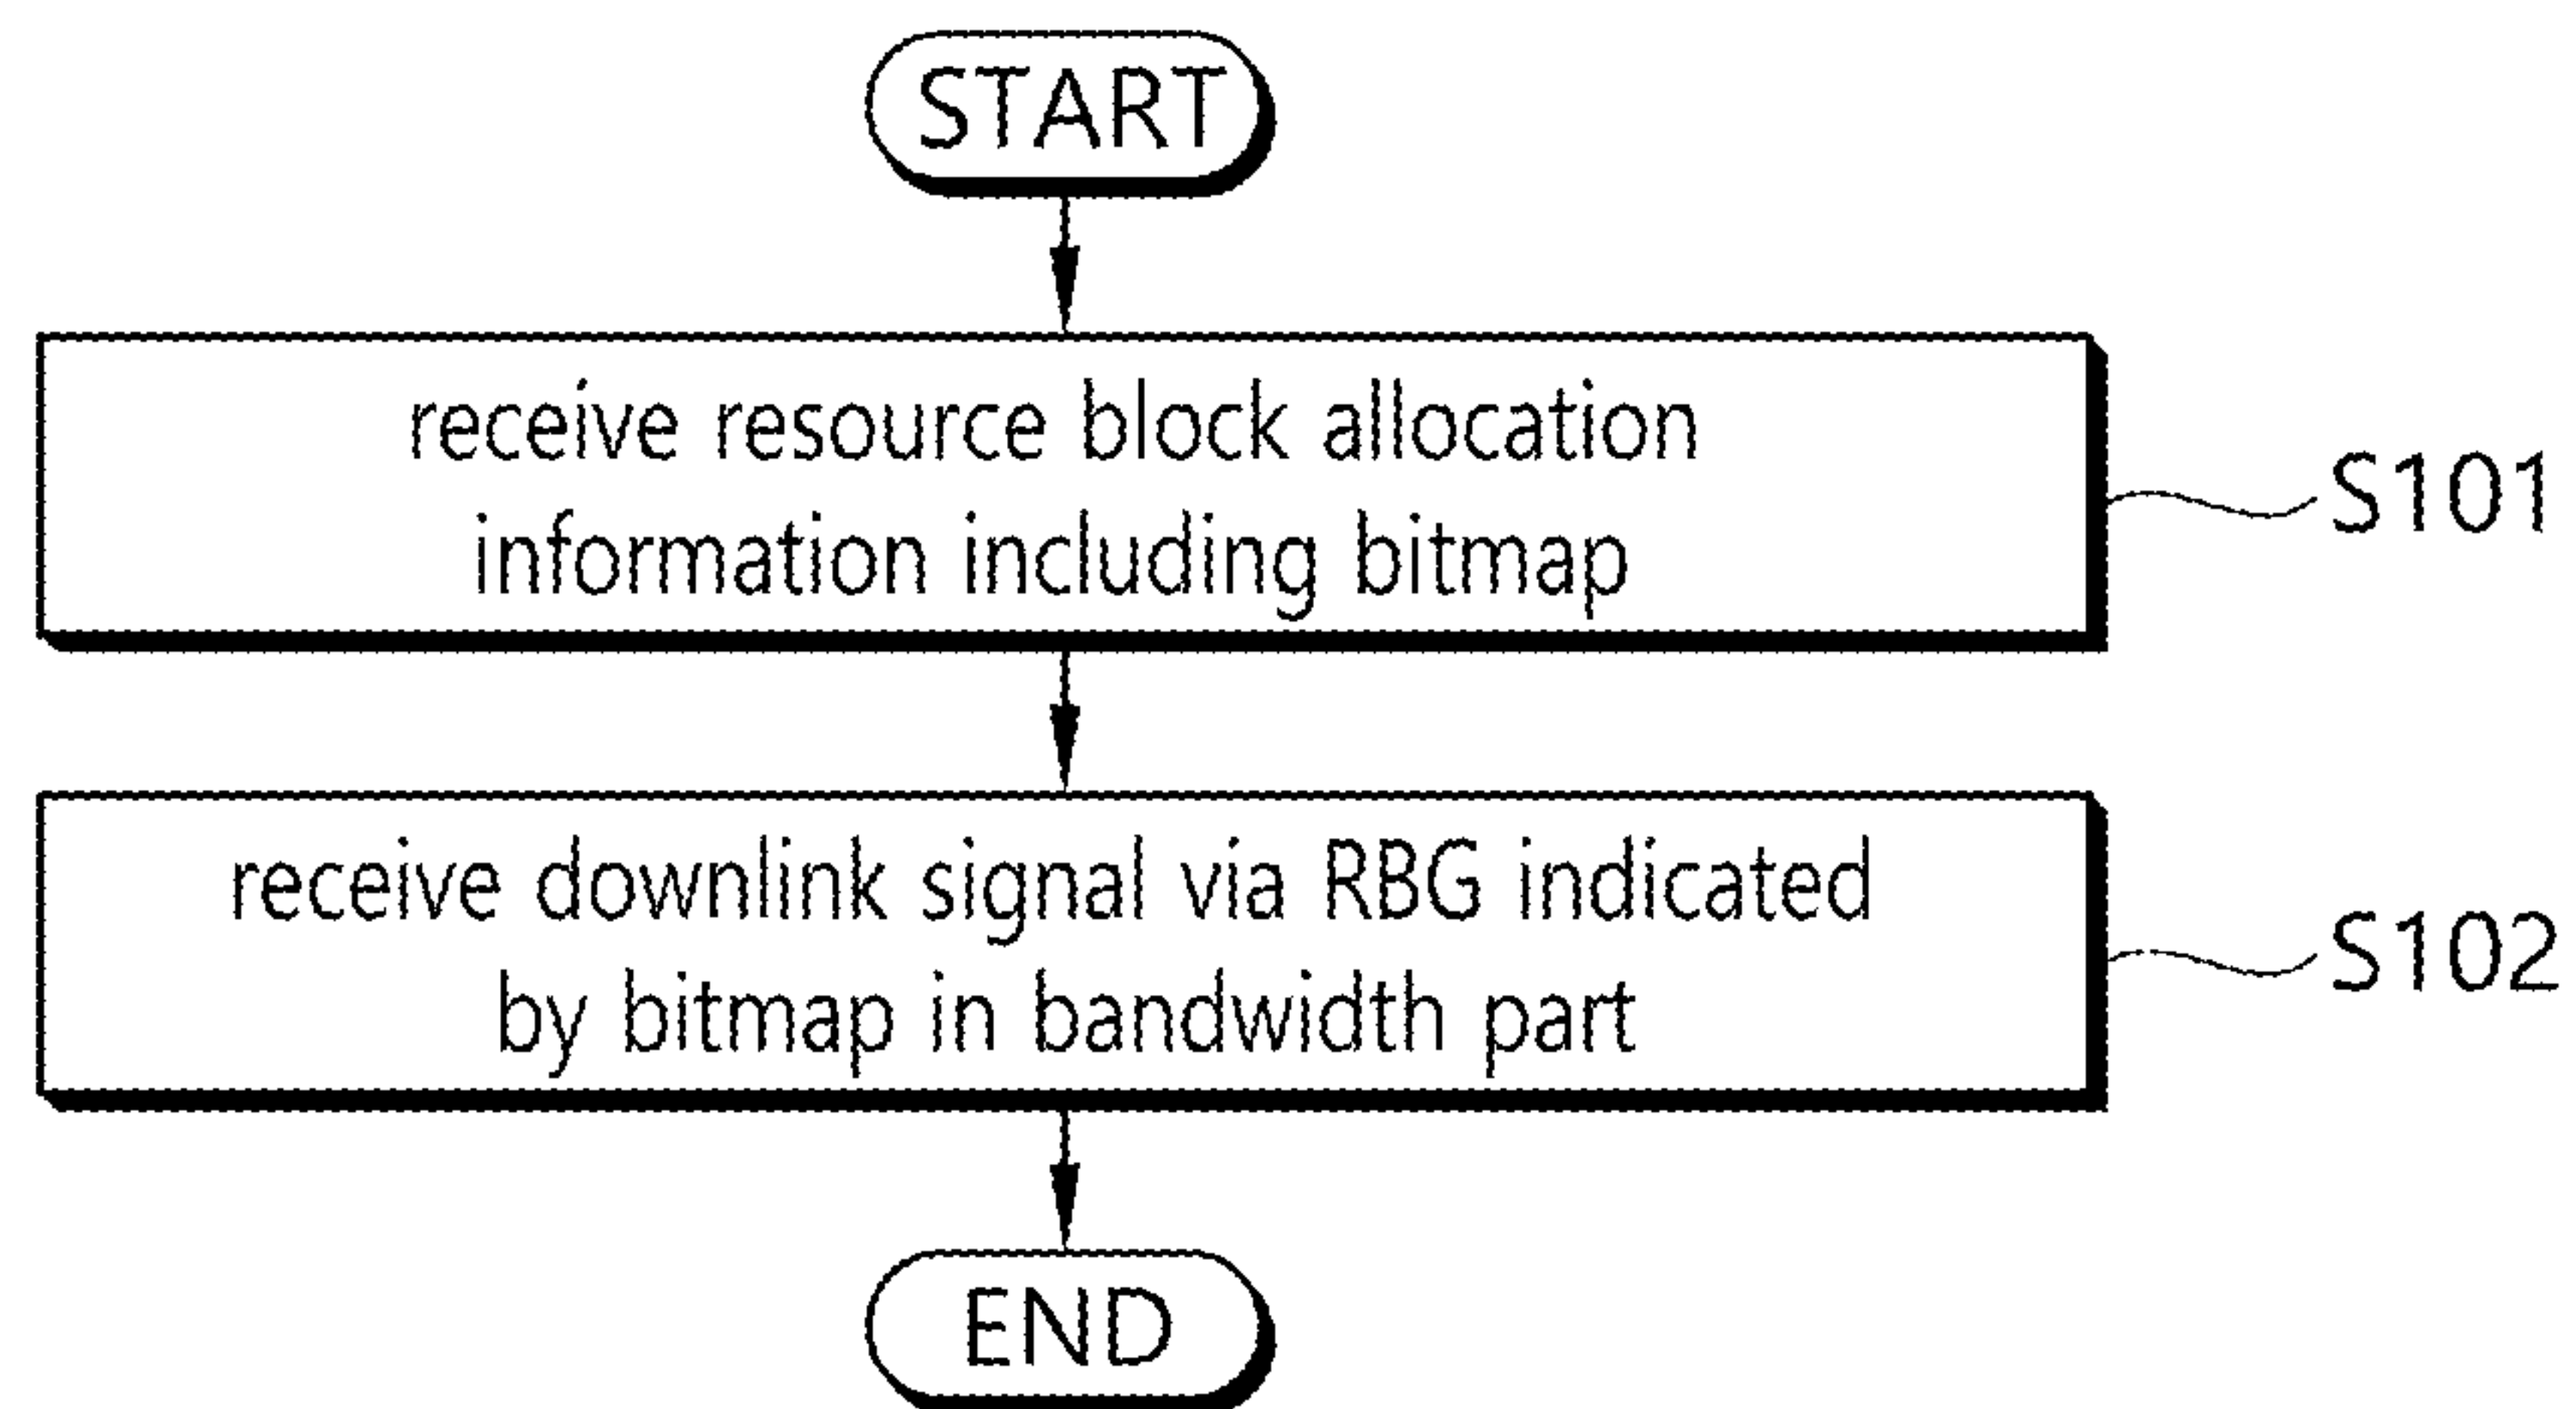 START
receive resource block allocation
information including bitmap
S101
receive downlink signal via RBG indicated
by bitmap in bandwidth part
S102
END